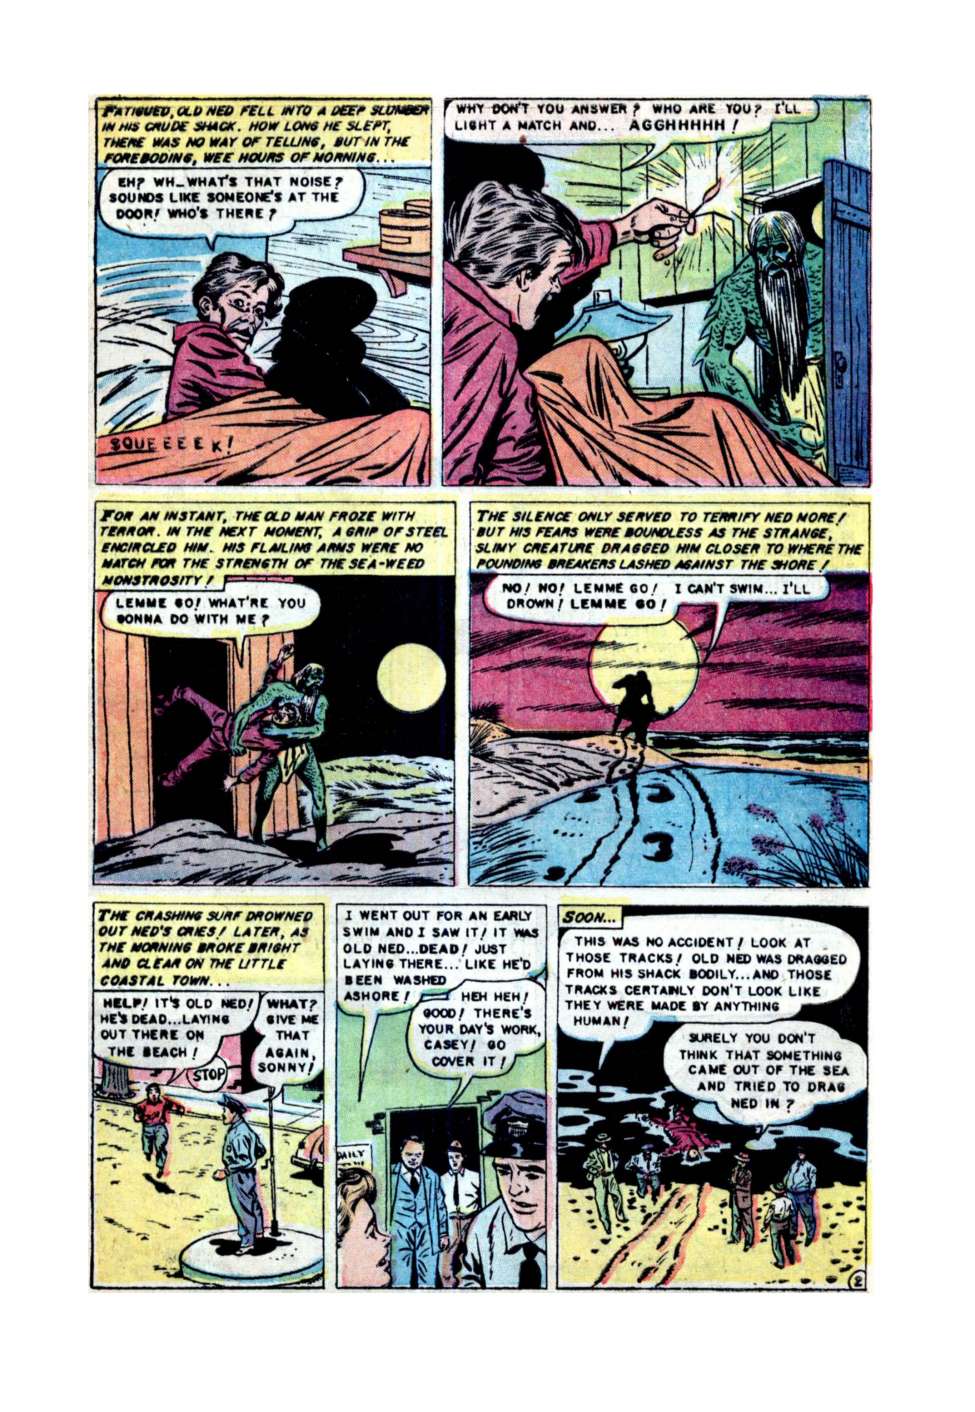 FATIGUED, OLD NED FELL INTO A DEEP SLUMBER
IN HIS CRUDE SHACK. HOW LONG HE SLEPT,
THERE WAS NO WAY OF TELLING, BUT IN THE
FOREBODING, WEE HOURS OF MORNING...
EH? WH--WHAT'S THAT NOISE?
SOUNDS LIKE SOMEONE'S AT THE
DOOR! WHO'S THERE?
SQUEEEEK!
WHY DON'T YOU ANSWER? WHO ARE YOU? I'LL
LIGHT A MATCH AND... AGGHHHHH!
FOR AN INSTANT, THE OLD MAN FROZE WITH
TERROR. IN THE NEXT MOMENT, A GRIP OF STEEL
ENCIRCLED HIM. HIS FLAILING ARMS WERE NO
MATCH FOR THE STRENGTH OF THE SEA-WEED
MONSTROSITY!
LEMME GO! WHAT'RE YOU
GONNA DO WITH ME?
THE SILENCE ONLY SERVED TO TERRIFY NED MORE!
BUT HIS FEARS WERE BOUNDLESS AS THE STRANGE,
SLIMY CREATURE DRAGGED HIM CLOSER TO WHERE THE
POUNDING BREAKERS LASHED AGAINST THE SHORE!
NO! NO! LEMME GO! I CAN'T SWIM... I'LL
DROWN! LEMME GO!
THE CRASHING SURF DROWNED
OUT NED'S CRIES! LATER, AS
THE MORNING BROKE BRIGHT
AND CLEAR ON THE LITTLE
COASTAL TOWN...
HELP! IT'S OLD NED!
HE'S DEAD...LAYING
OUT THERE ON
THE BEACH!
WHAT?
GIVE ME
THAT
AGAIN,
SONNY!
STOP
I WENT OUT FOR AN EARLY
SWIM AND I SAW IT! IT WAS
OLD NED...DEAD! JUST
LAYING THERE... LIKE HE'D
BEEN WASHED
ASHORE!
HEH HEH!
GOOD! THERE'S
YOUR DAY'S WORK,
CASEY! GO
COVER IT!
DAILY
SOON...
THIS WAS NO ACCIDENT! LOOK AT
THOSE TRACKS! OLD NED WAS DRAGGED
FROM HIS SHACK BODILY...AND THOSE
TRACKS CERTAINLY DON'T LOOK LIKE
THEY WERE MADE BY ANYTHING
HUMAN!
SURELY YOU DON'T
THINK THAT SOMETHING
CAME OUT OF THE SEA
AND TRIED TO DRAG
NED IN?
2